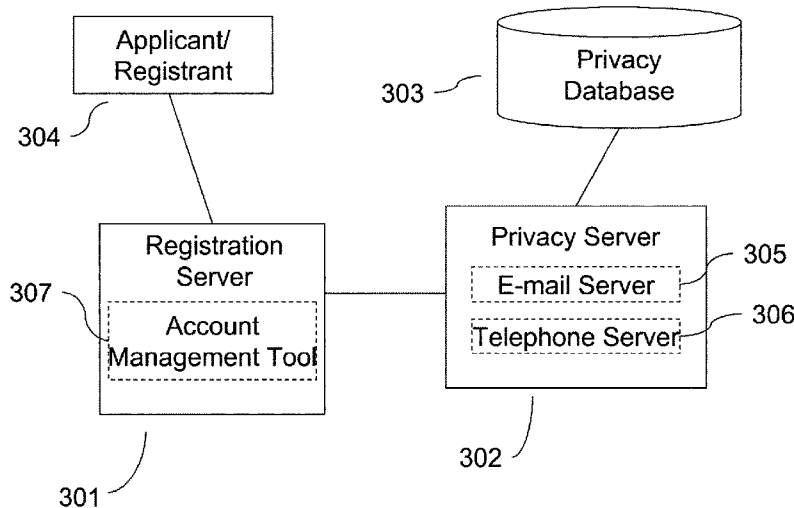 Applicant/
Registrant
304
Privacy
Database
303
Registration
Server
307
Account
Management Tool
301
Privacy Server
E-mail Server
305
Telephone Server
306
302